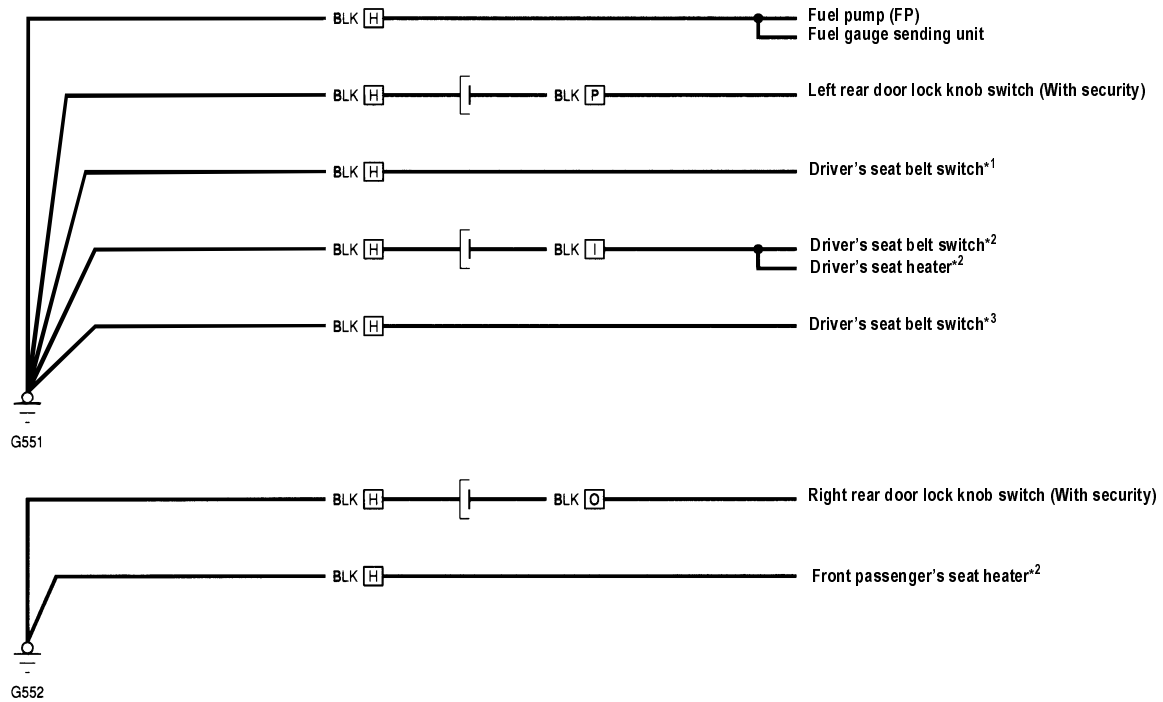 BLK H Fuel pump (FP)
Fuel gauge sending unit
BLK H BLK P Left rear door lock knob switch (With security)
BLK H Driver's seat belt switch*1
BLK H BLK I Driver's seat belt switch*2
Driver's seat heater*2
BLK H Driver's seat belt switch*3
G551
BLK H BLK O Right rear door lock knob switch (With security)
BLK H Front passenger's seat heater*2
G552